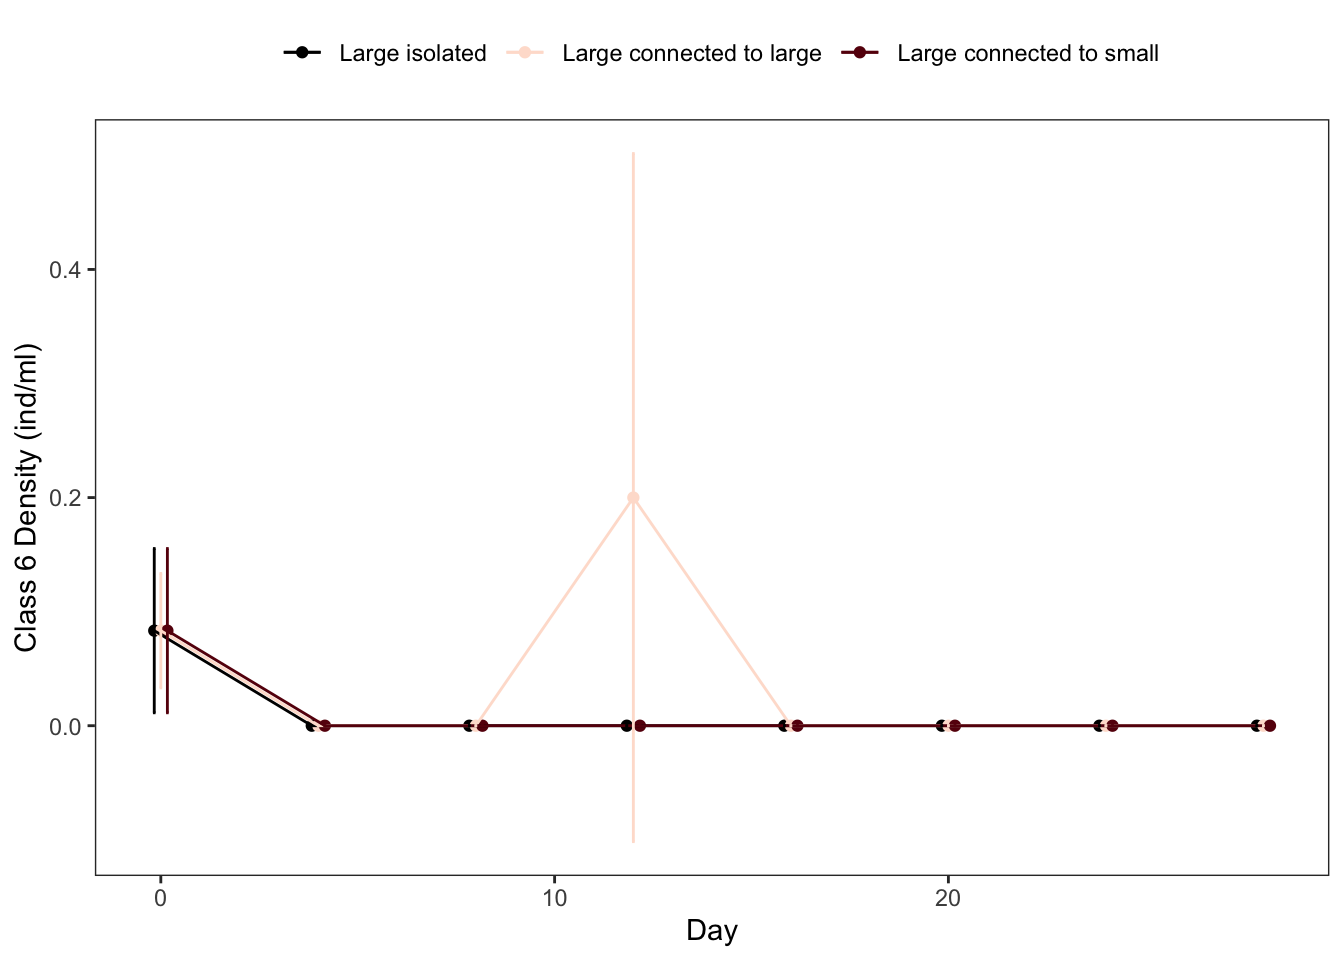 Large isolated Large connected to large Large connected to small
0.4
0.2
0.0
Class 6 Density (ind/ml)
0 10 20
Day